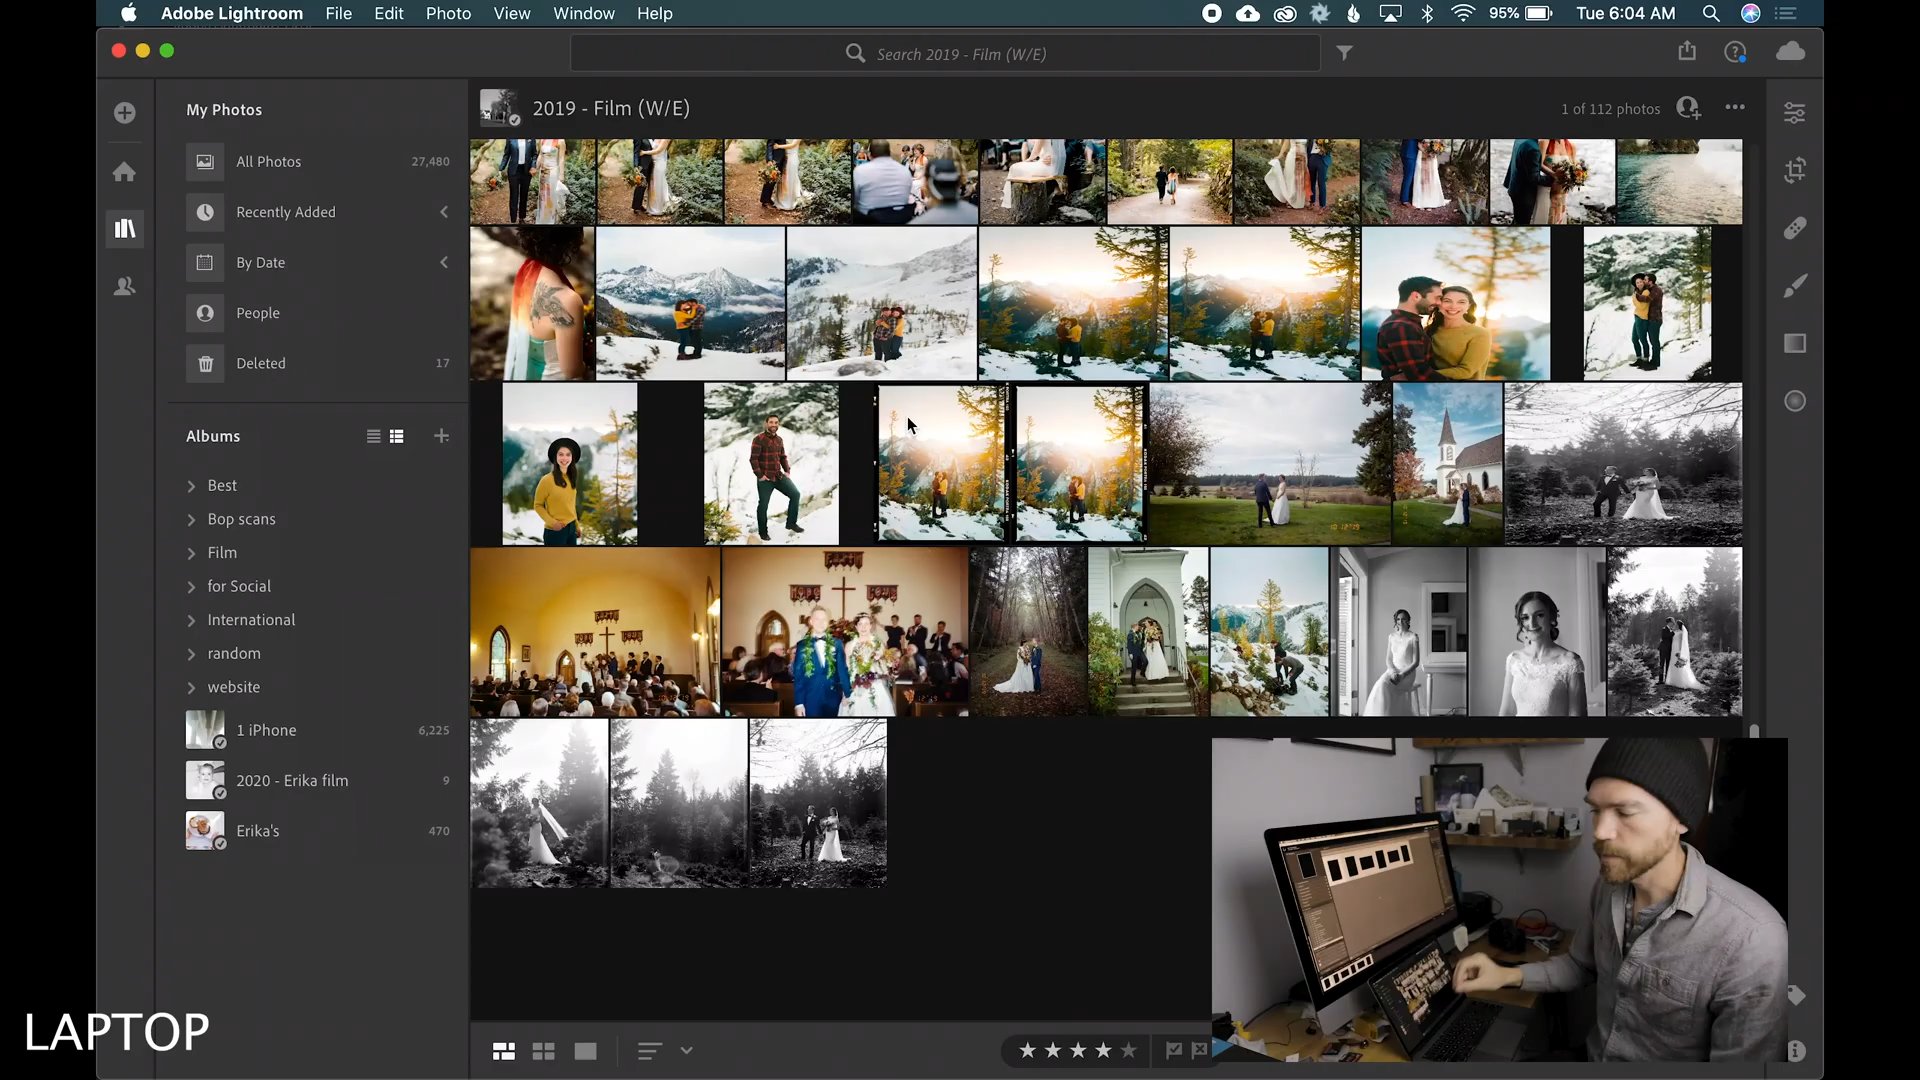 Adobe Lightroom File Edit Photo View Window Help 95% Tue 6:04 AM
Search 2019 - Film (W/E)
My Photos
2019 - Film (W/E) 1 of 112 photos
All Photos 27,480
Recently Added
By Date
People
Deleted 17
Albums
Best
Bop scans
Film
for Social
International
random
website
1 iPhone 6,225
2020 - Erika film 9
Erika's 470
LAPTOP